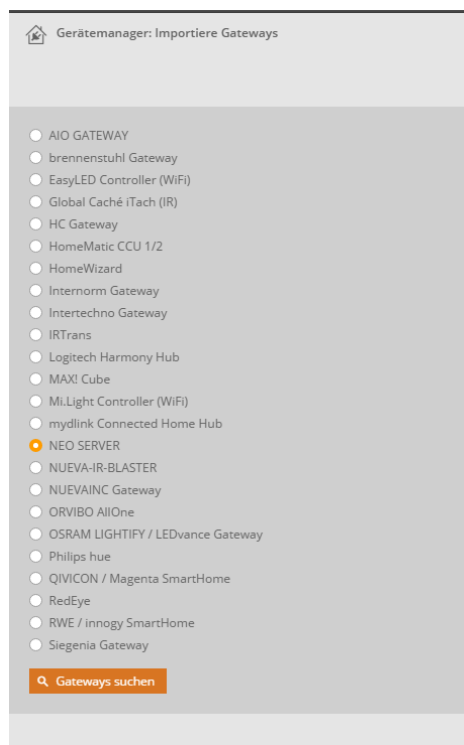 Gerätemanager: Importiere Gateways
AIO GATEWAY
brennenstuhl Gateway
EasyLED Controller (WiFi)
Global Caché iTach (IR)
HC Gateway
HomeMatic CCU 1/2
HomeWizard
Internorm Gateway
Intertechno Gateway
IRTrans
Logitech Harmony Hub
MAX! Cube
Mi.Light Controller (WiFi)
mydlink Connected Home Hub
NEO SERVER
NUEVA-IR-BLASTER
NUEVAINC Gateway
ORVIBO AllOne
OSRAM LIGHTIFY / LEDvance Gateway
Philips hue
QIVICON / Magenta SmartHome
RedEye
RWE / innogy SmartHome
Siegenia Gateway
Gateways suchen